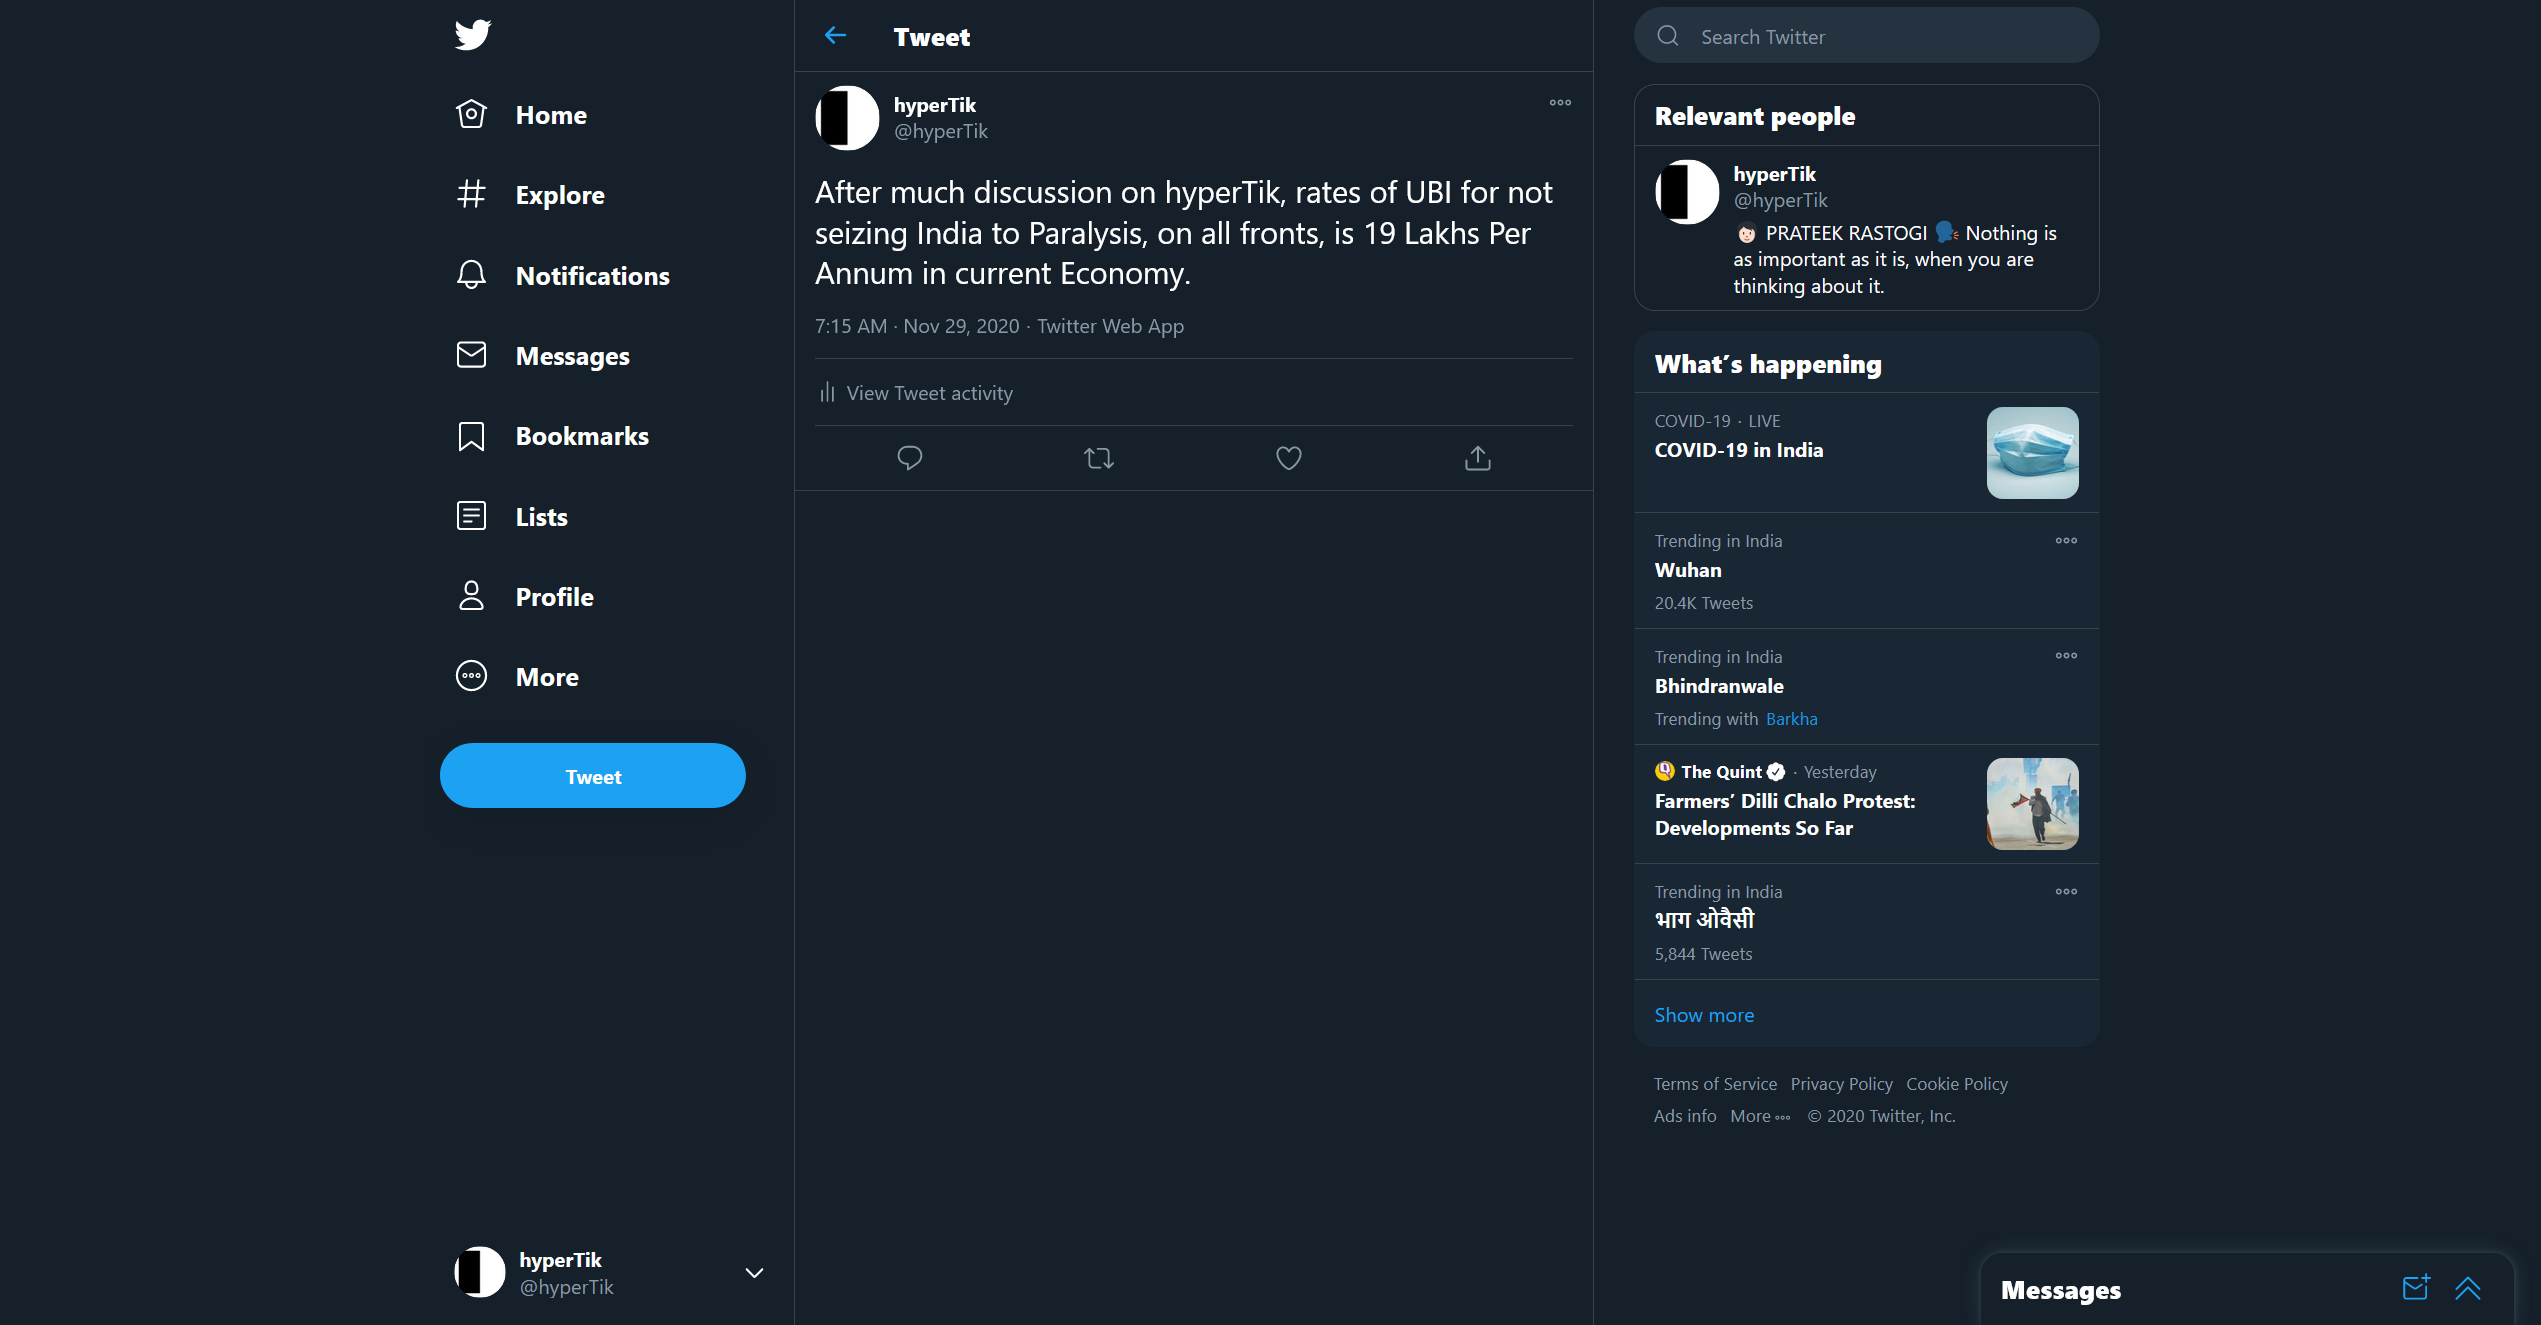 Home
Explore
Notifications
Messages
Bookmarks
Lists
Profile
More
Tweet
hyperTik
@hyperTik
Tweet
hyperTik
@hyperTik
After much discussion on hyperTik, rates of UBI for not
seizing India to Paralysis, on all fronts, is 19 Lakhs Per
Annum in current Economy.
7:15 AM · Nov 29, 2020 · Twitter Web App
View Tweet activity
Search Twitter
Relevant people
hyperTik
@hyperTik
PRATEEK RASTOGI 🗣 Nothing is
as important as it is, when you are
thinking about it.
What's happening
COVID-19 · LIVE
COVID-19 in India
Trending in India
Wuhan
20.4K Tweets
Trending in India
Bhindranwale
Trending with Barkha
The Quint · Yesterday
Farmers' Dilli Chalo Protest:
Developments So Far
Trending in India
भाग ओवैसी
5,844 Tweets
Show more
Terms of Service Privacy Policy Cookie Policy
Ads info More © 2020 Twitter, Inc.
Messages